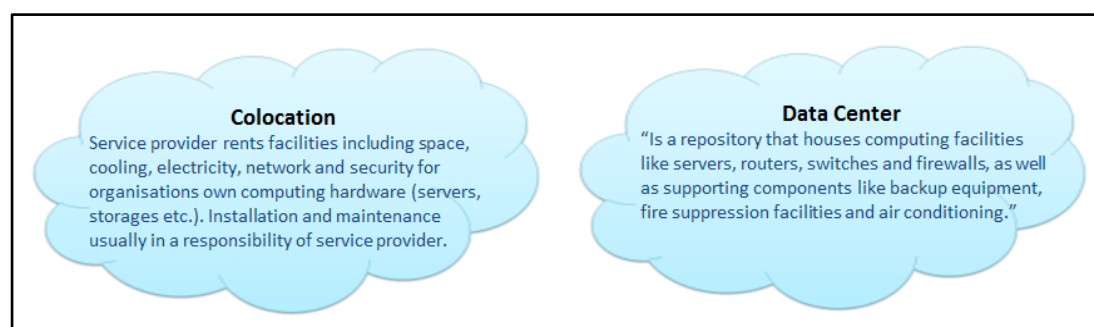 Colocation
Service provider rents facilities including space,
cooling, electricity, network and security for
organisations own computing hardware (servers,
storages etc.). Installation and maintenance
usually in a responsibility of service provider.
Data Center
“Is a repository that houses computing facilities
like servers, routers, switches and firewalls, as well
as supporting components like backup equipment,
fire suppression facilities and air conditioning.”